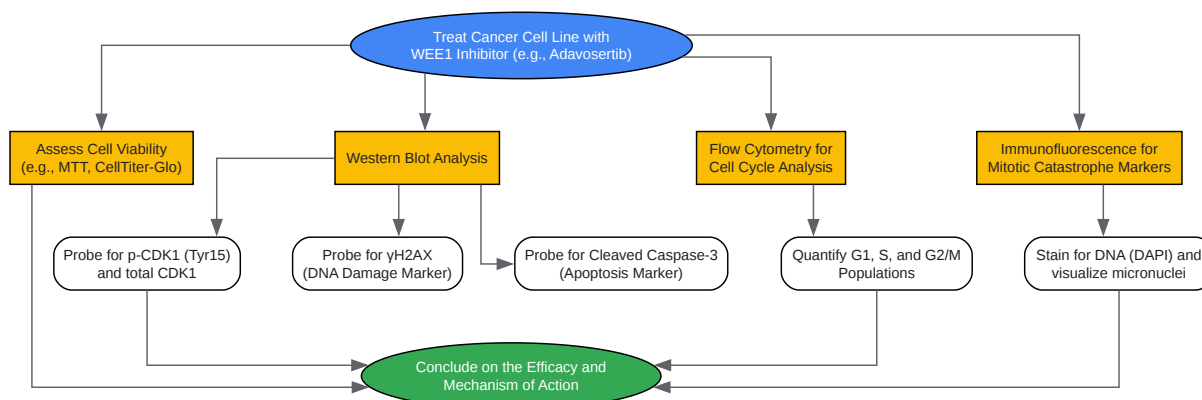 Treat Cancer Cell Line with
WEE1 Inhibitor (e.g., Adavosertib)
Assess Cell Viability
(e.g., MTT, CellTiter-Glo)
Western Blot Analysis
Flow Cytometry for
Cell Cycle Analysis
Immunofluorescence for
Mitotic Catastrophe Markers
Probe for p-CDK1 (Tyr15)
and total CDK1
Probe for γH2AX
(DNA Damage Marker)
Probe for Cleaved Caspase-3
(Apoptosis Marker)
Quantify G1, S, and G2/M
Populations
Stain for DNA (DAPI) and
visualize micronuclei
Conclude on the Efficacy and
Mechanism of Action